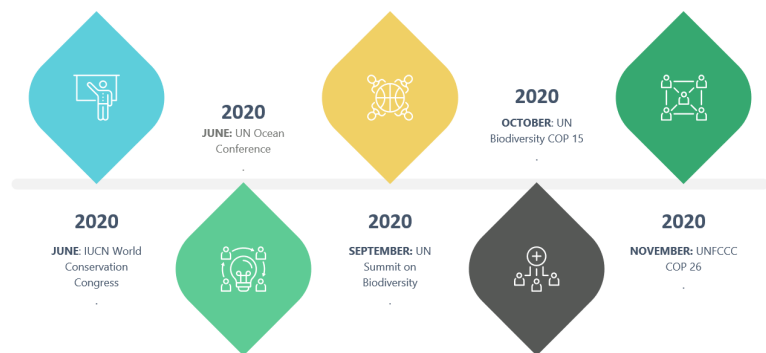 2020
JUNE: IUCN World
Conservation
Congress
.
2020
JUNE: UN Ocean
Conference
.
2020
SEPTEMBER: UN
Summit on
Biodiversity
.
2020
OCTOBER: UN
Biodiversity COP 15
.
2020
NOVEMBER: UNFCCC
COP 26
.